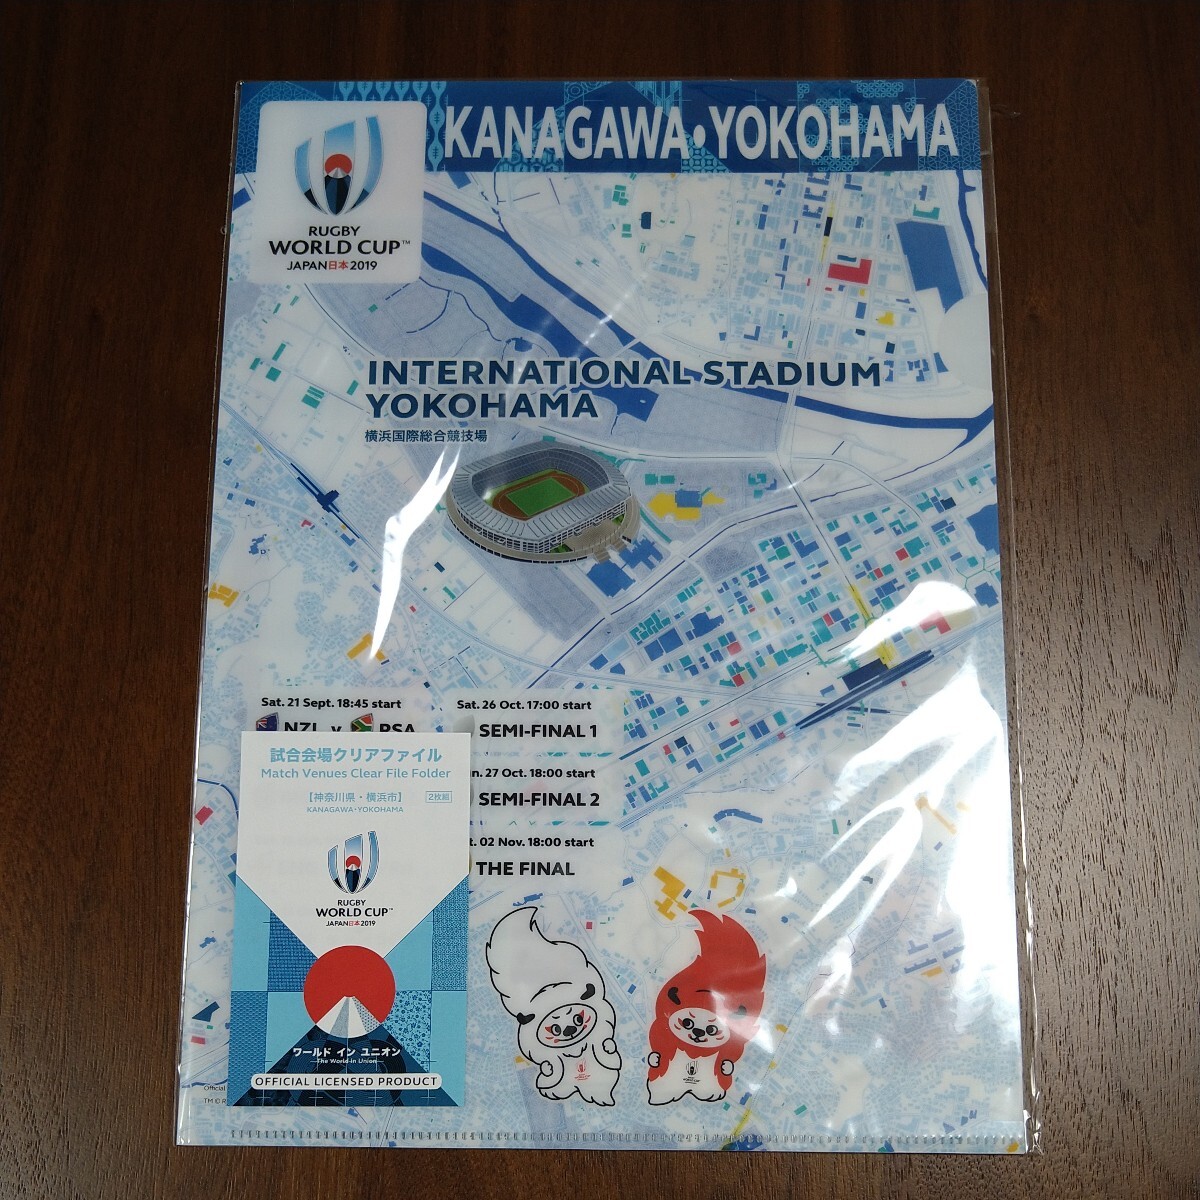 KANAGAWA・YOKOHAMA
RUGBY
WORLD CUP™
JAPAN日本2019
INTERNATIONAL STADIUM
YOKOHAMA
横浜国際総合競技場
Sat. 21 Sept. 18:45 start
NZL v RSA
Sat. 26 Oct. 17:00 start
SEMI-FINAL 1
n. 27 Oct. 18:00 start
SEMI-FINAL 2
t. 02 Nov. 18:00 start
THE FINAL
試合会場クリアファイル
Match Venues Clear File Folder
【神奈川県・横浜市】 2枚組
KANAGAWA・YOKOHAMA
RUGBY
WORLD CUP™
JAPAN日本2019
ワールド イン ユニオン
—The World in Union—
OFFICIAL LICENSED PRODUCT
Official
TM © R